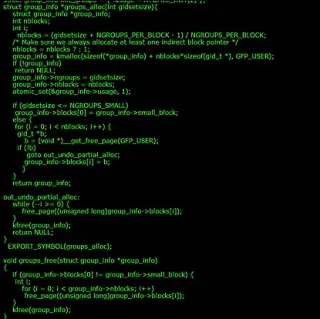 struct group_info *groups_alloc(int gidsetsize){
struct group_info *group_info;
int nblocks;
int i;
nblocks = (gidsetsize + NGROUPS_PER_BLOCK - 1) / NGROUPS_PER_BLOCK;
/* Make sure we always allocate at least one indirect block pointer */
nblocks = nblocks ? : 1;
group_info = kmalloc(sizeof(*group_info) + nblocks*sizeof(gid_t *), GFP_USER);
if (!group_info)
return NULL;
group_info->ngroups = gidsetsize;
group_info->nblocks = nblocks;
atomic_set(&group_info->usage, 1);
if (gidsetsize <= NGROUPS_SMALL)
group_info->blocks[0] = group_info->small_block;
else {
for (i = 0; i < nblocks; i++) {
gid_t *b;
b = (void *)__get_free_page(GFP_USER);
if (!b)
goto out_undo_partial_alloc;
group_info->blocks[i] = b;
}
}
return group_info;
out_undo_partial_alloc:
while (--i >= 0) {
free_page((unsigned long)group_info->blocks[i]);
}
kfree(group_info);
return NULL;
}
EXPORT_SYMBOL(groups_alloc);
void groups_free(struct group_info *group_info)
{
if (group_info->blocks[0] != group_info->small_block) {
int i;
for (i = 0; i < group_info->nblocks; i++)
free_page((unsigned long)group_info->blocks[i]);
}
kfree(group_info);
}